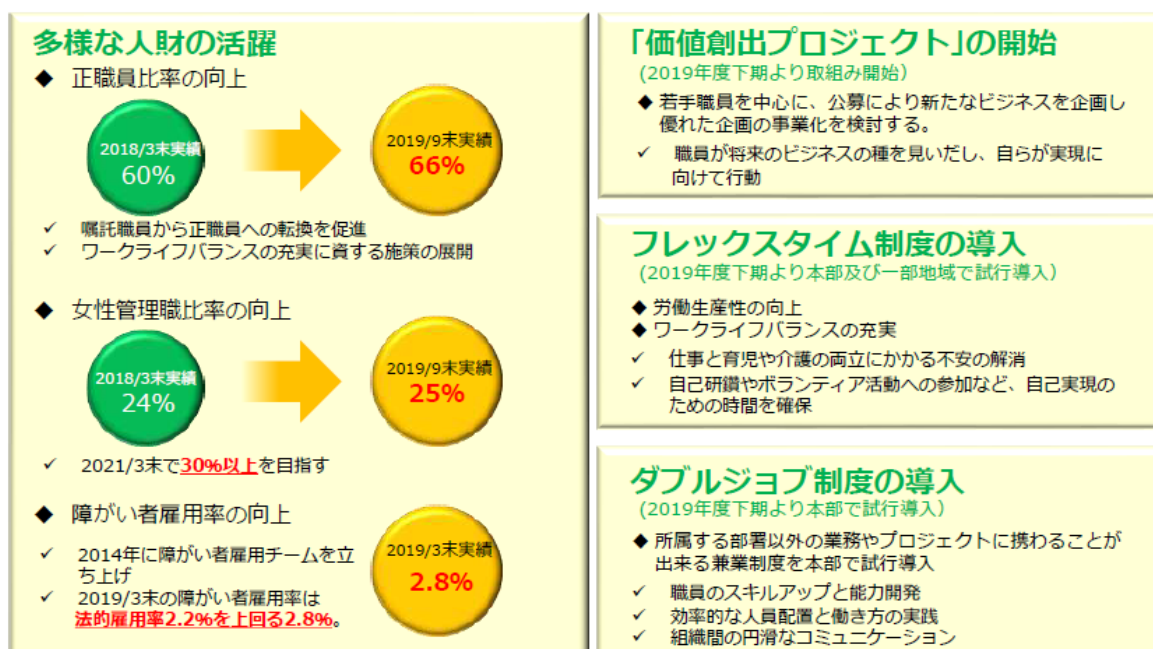 多様な人財の活躍
◆ 正職員比率の向上
2018/3末実績
60%
2019/9末実績
66%
✓ 嘱託職員から正職員への転換を促進
✓ ワークライフバランスの充実に資する施策の展開
◆ 女性管理職比率の向上
2018/3末実績
24%
2019/9末実績
25%
✓ 2021/3末で30%以上を目指す
◆ 障がい者雇用率の向上
✓ 2014年に障がい者雇用チームを立
ち上げ
✓ 2019/3末の障がい者雇用率は
法的雇用率2.2%を上回る2.8%。
2019/3末実績
2.8%
「価値創出プロジェクト」の開始
(2019年度下期より取組み開始)
◆ 若手職員を中心に、公募により新たなビジネスを企画し
優れた企画の事業化を検討する。
✓ 職員が将来のビジネスの種を見いだし、自らが実現に
向けて行動
フレックスタイム制度の導入
(2019年度下期より本部及び一部地域で試行導入)
◆ 労働生産性の向上
◆ ワークライフバランスの充実
✓ 仕事と育児や介護の両立にかかる不安の解消
✓ 自己研鑽やボランティア活動への参加など、自己実現の
ための時間を確保
ダブルジョブ制度の導入
(2019年度下期より本部で試行導入)
◆ 所属する部署以外の業務やプロジェクトに携わることが
出来る兼業制度を本部で試行導入
✓ 職員のスキルアップと能力開発
✓ 効率的な人員配置と働き方の実践
✓ 組織間の円滑なコミュニケーション